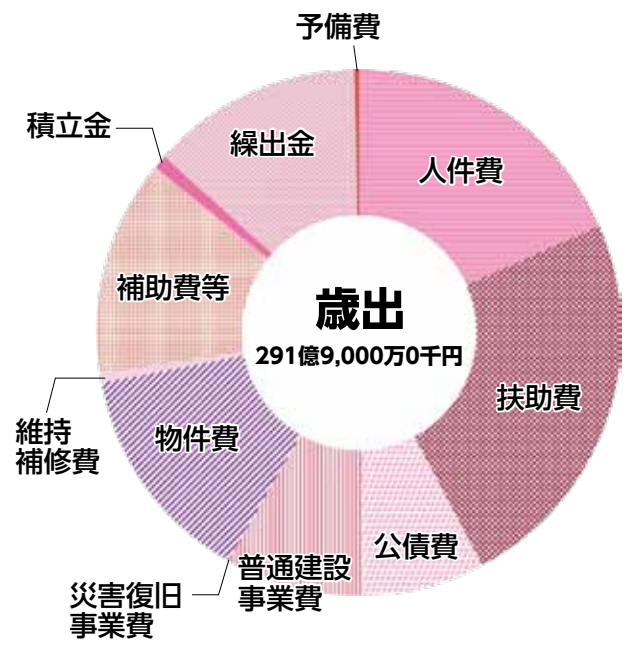 予備費
積立金
繰出金
人件費
補助費等
歳出
291億9,000万0千円
扶助費
維持
補修費
物件費
公債費
普通建設
事業費
災害復旧
事業費